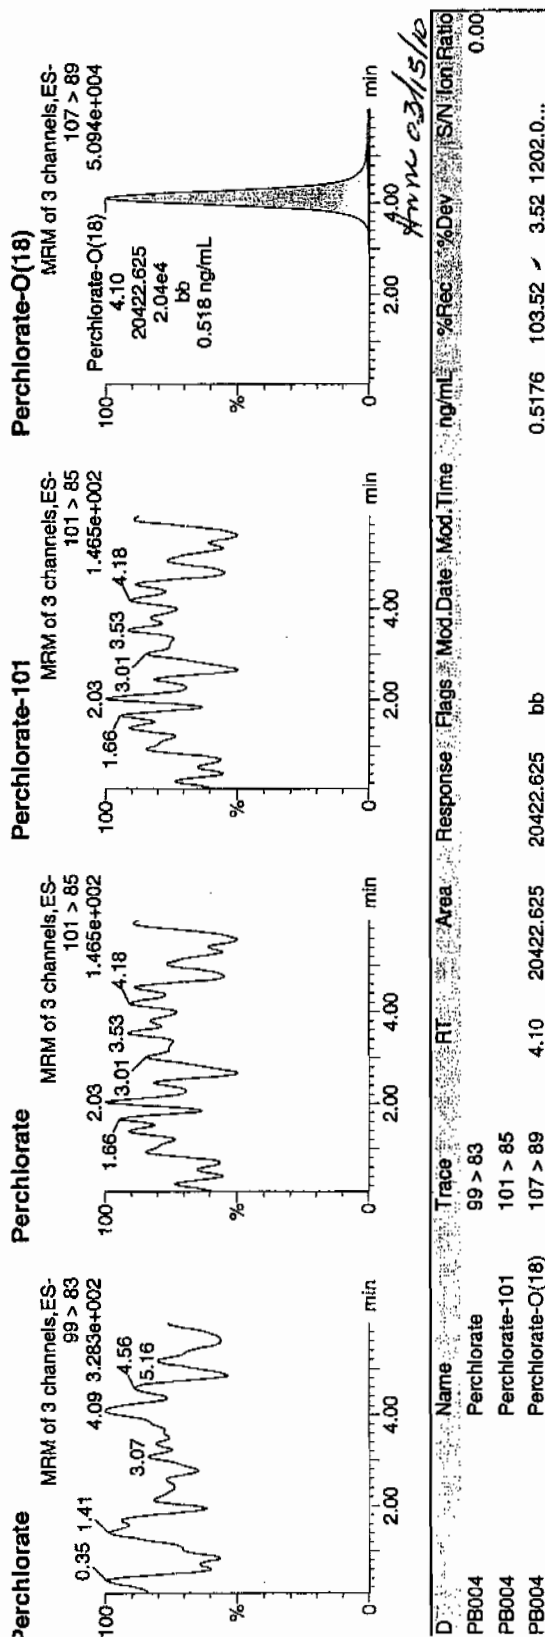 Perchlorate
MRM of 3 channels,ES-
99 > 83
3.283e+002
100
%
0
0.35
1.41
3.07
4.09
4.56
5.16
2.00
4.00
min
Perchlorate
MRM of 3 channels,ES-
101 > 85
1.465e+002
100
%
0
1.66
2.03
3.01
3.53
4.18
2.00
4.00
min
Perchlorate-101
MRM of 3 channels,ES-
101 > 85
1.465e+002
100
%
0
1.66
2.03
3.01
3.53
4.18
2.00
4.00
min
Perchlorate-O(18)
MRM of 3 channels,ES-
107 > 89
5.094e+004
100
%
0
Perchlorate-O(18)
4.10
20422.625
2.04e4
bb
0.518 ng/mL
2.00
4.00
min
03/15/10
D Name Trace RT Area Response Flags Mod.Date Mod.Time ng/mL %Rec %Dev S/N Ion Ratio
PB004 Perchlorate 99 > 83 0.00
PB004 Perchlorate-101 101 > 85
PB004 Perchlorate-O(18) 107 > 89 4.10 20422.625 20422.625 bb 0.5176 103.52 3.52 1202.0...